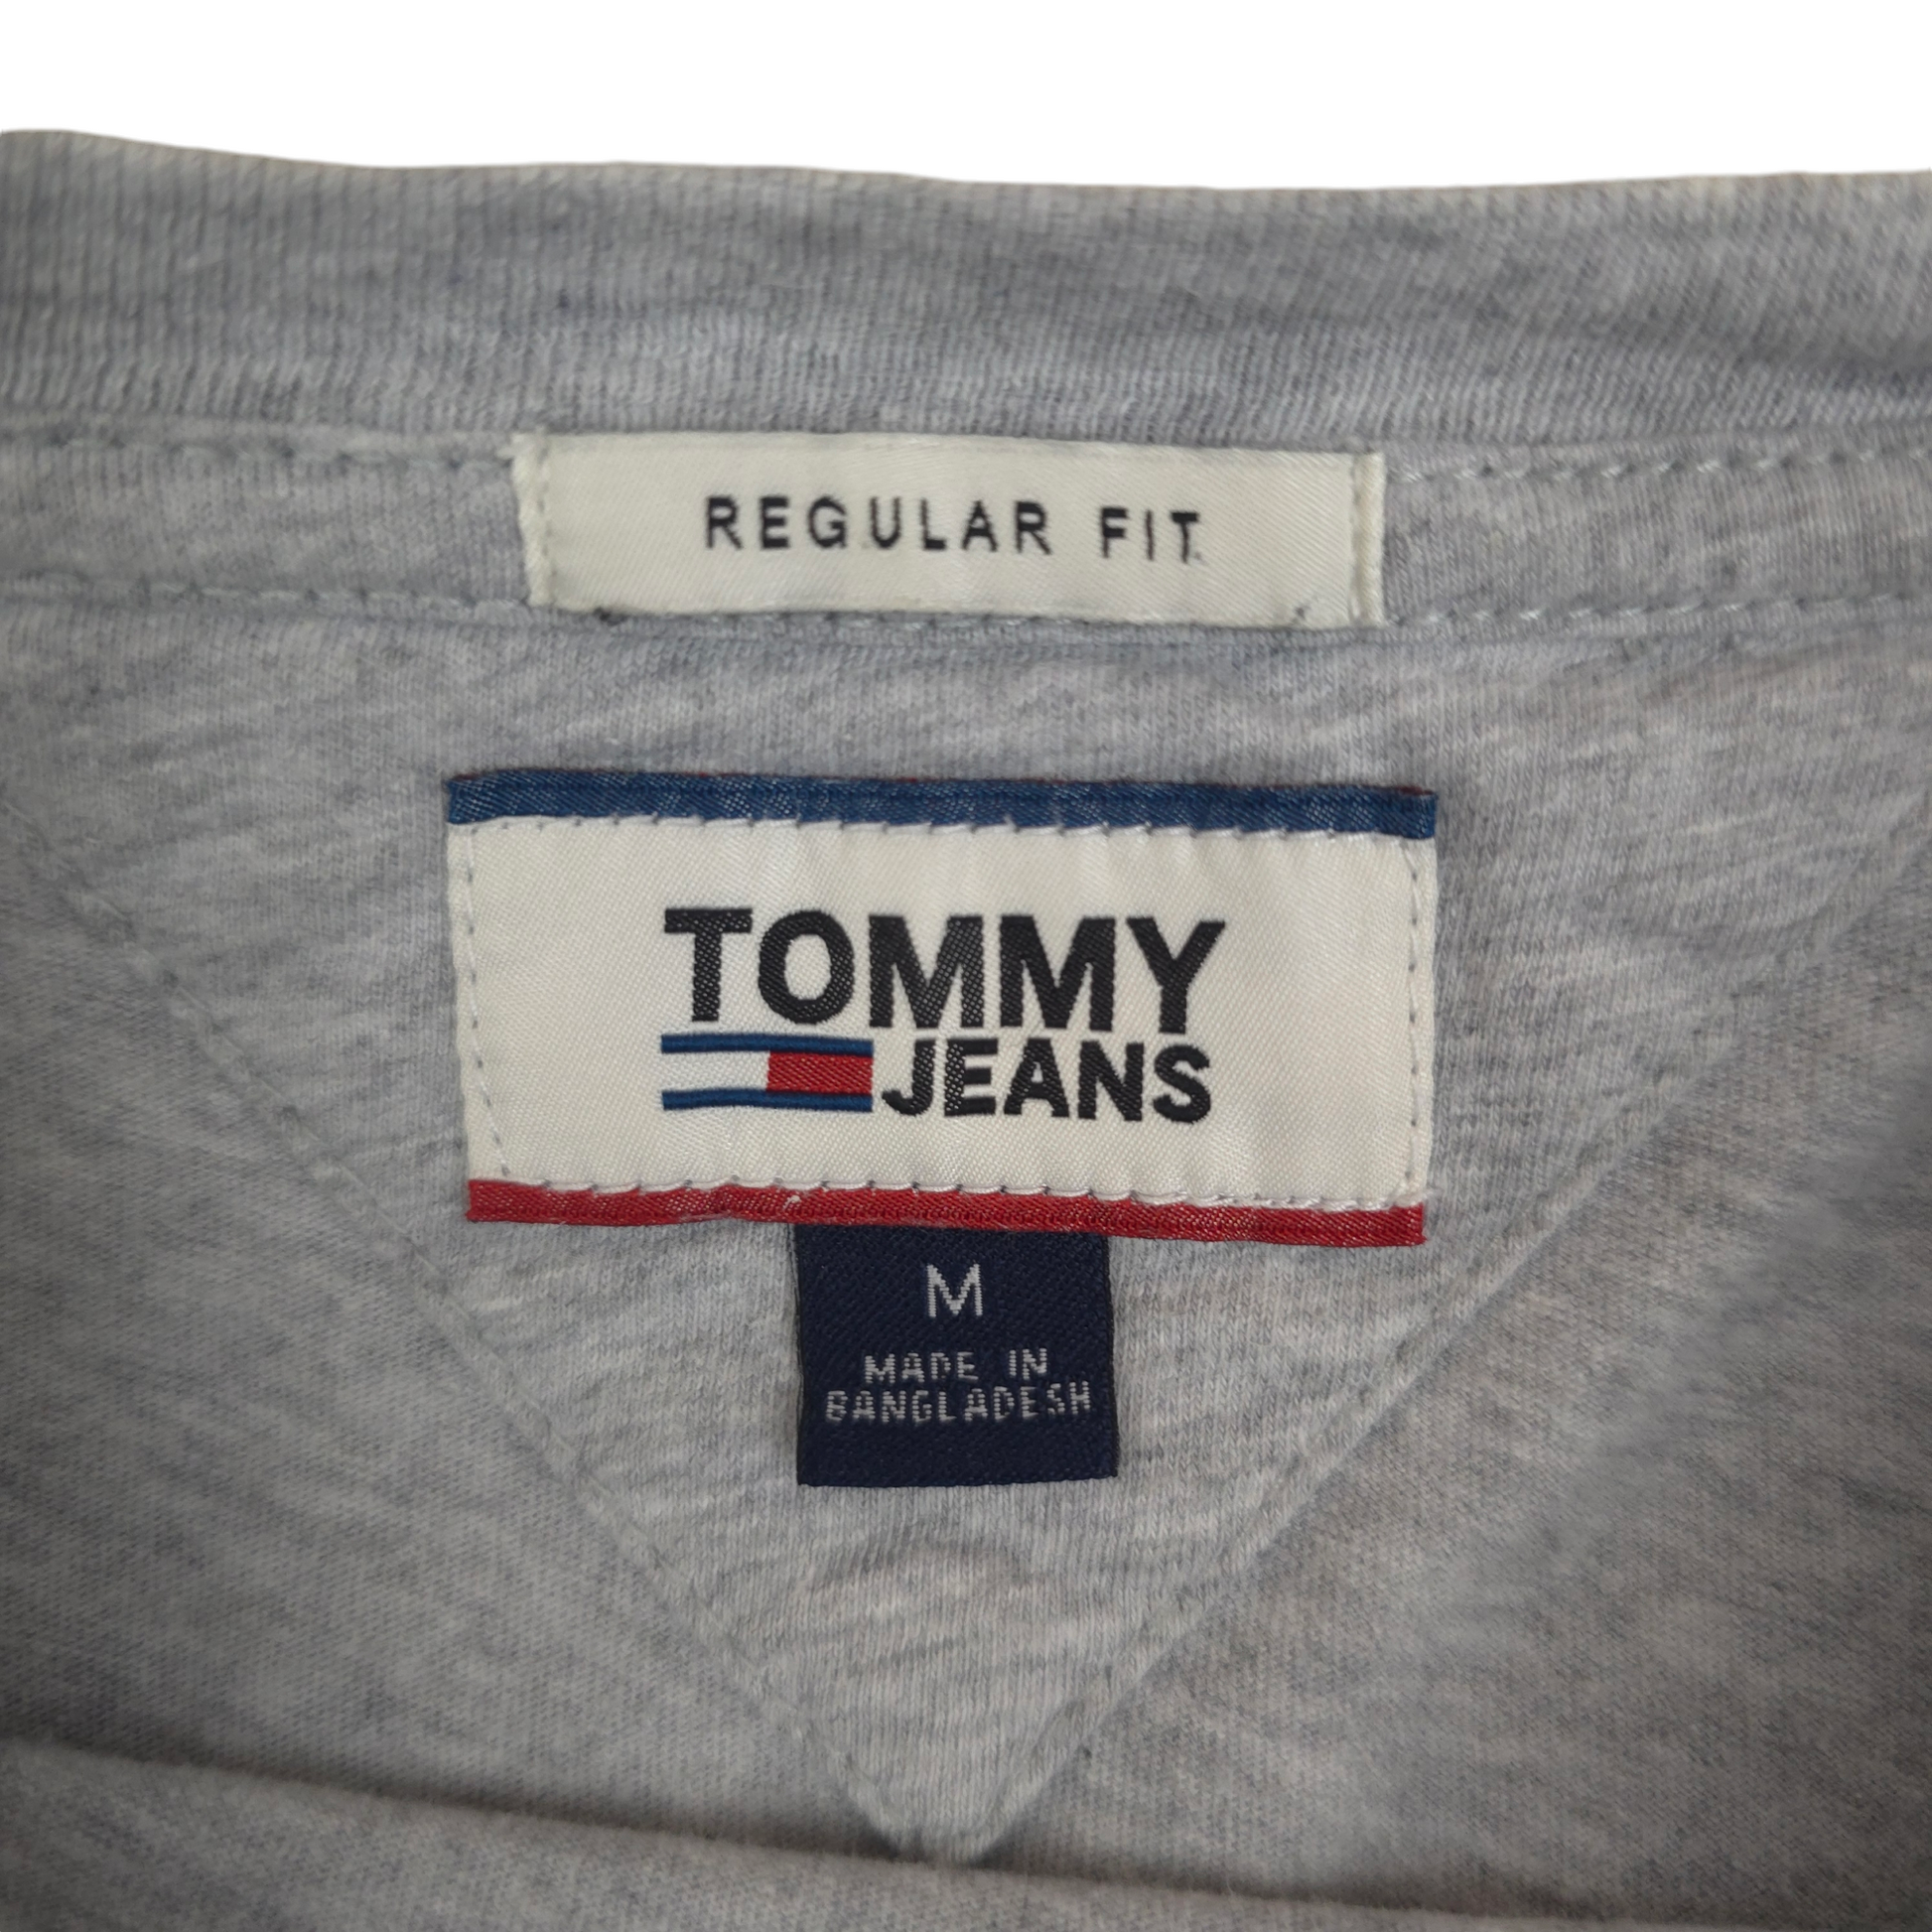 REGULAR FIT
TOMMY
JEANS
M
MADE IN
BANGLADESH